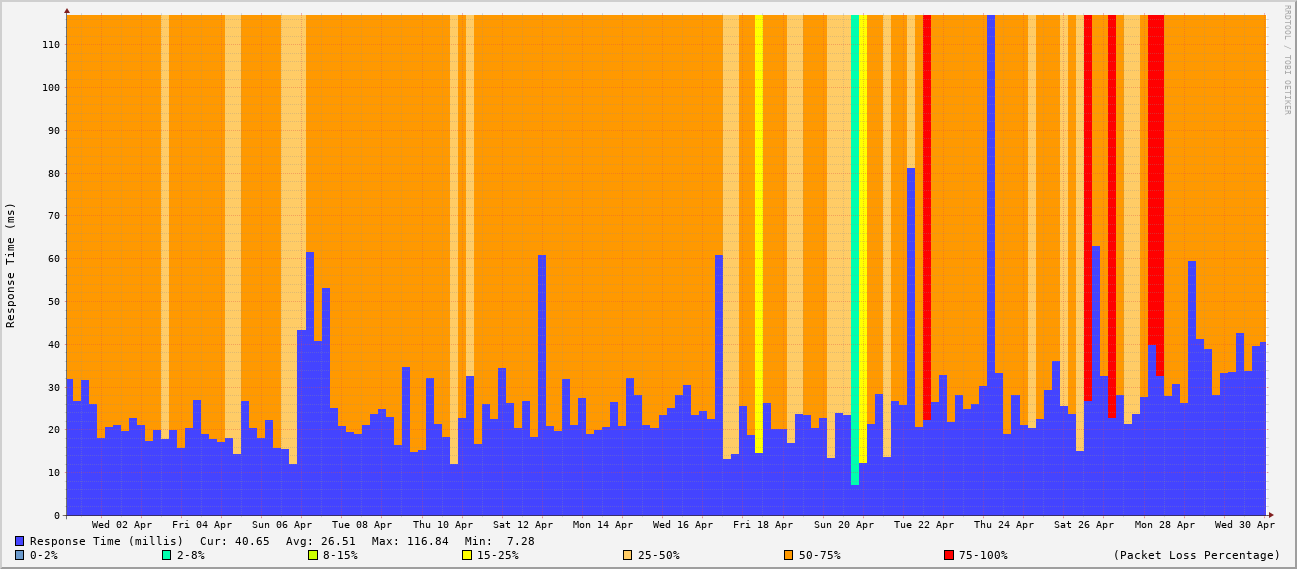 RRDTOOL / TOBI OETIKER
Response Time (ms)
110
100
90
80
70
60
50
40
30
20
10
0
Wed 02 Apr Fri 04 Apr Sun 06 Apr Tue 08 Apr Thu 10 Apr Sat 12 Apr Mon 14 Apr Wed 16 Apr Fri 18 Apr Sun 20 Apr Tue 22 Apr Thu 24 Apr Sat 26 Apr Mon 28 Apr Wed 30 Apr
Response Time (millis) Cur: 40.65 Avg: 26.51 Max: 116.84 Min: 7.28
0-2% 2-8% 8-15% 15-25% 25-50% 50-75% 75-100% (Packet Loss Percentage)